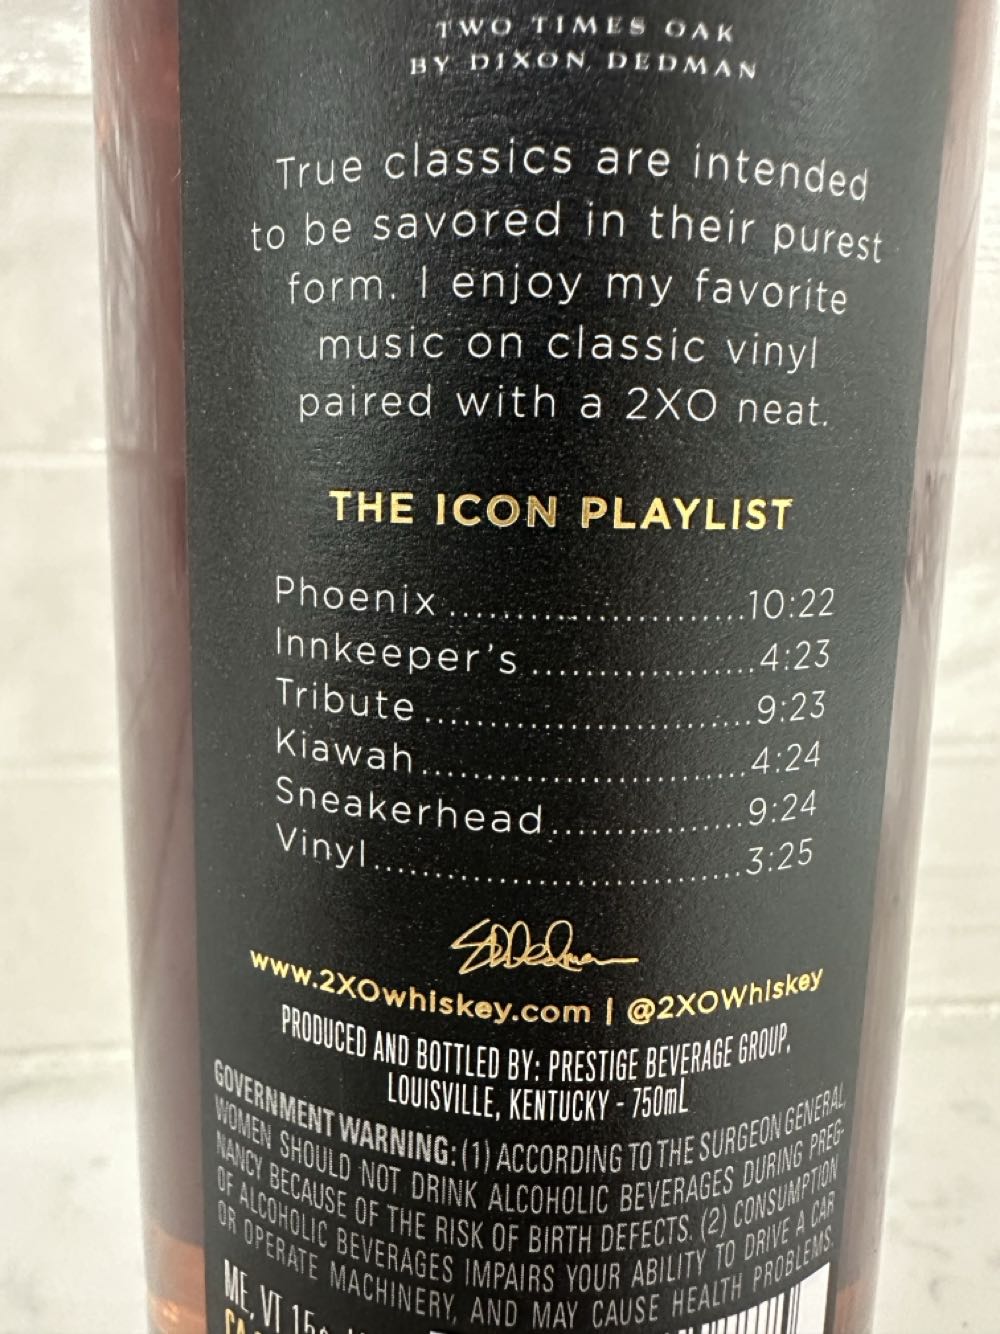 TWO TIMES OAK
BY DIXON DEDMAN
True classics are intended
to be savored in their purest
form. I enjoy my favorite
music on classic vinyl
paired with a 2XO neat.
THE ICON PLAYLIST
Phoenix.......................10:22
Innkeeper's.................4:23
Tribute.........................9:23
Kiawah.........................4:24
Sneakerhead...............9:24
Vinyl............................3:25
www.2XOwhiskey.com | @2XOWhiskey
PRODUCED AND BOTTLED BY: PRESTIGE BEVERAGE GROUP,
LOUISVILLE, KENTUCKY - 750mL
GOVERNMENT WARNING: (1) ACCORDING TO THE SURGEON GENERAL,
WOMEN SHOULD NOT DRINK ALCOHOLIC BEVERAGES DURING PREG-
NANCY BECAUSE OF THE RISK OF BIRTH DEFECTS. (2) CONSUMPTION
OF ALCOHOLIC BEVERAGES IMPAIRS YOUR ABILITY TO DRIVE A CAR
OR OPERATE MACHINERY, AND MAY CAUSE HEALTH PROBLEMS.
ME, VT 15¢